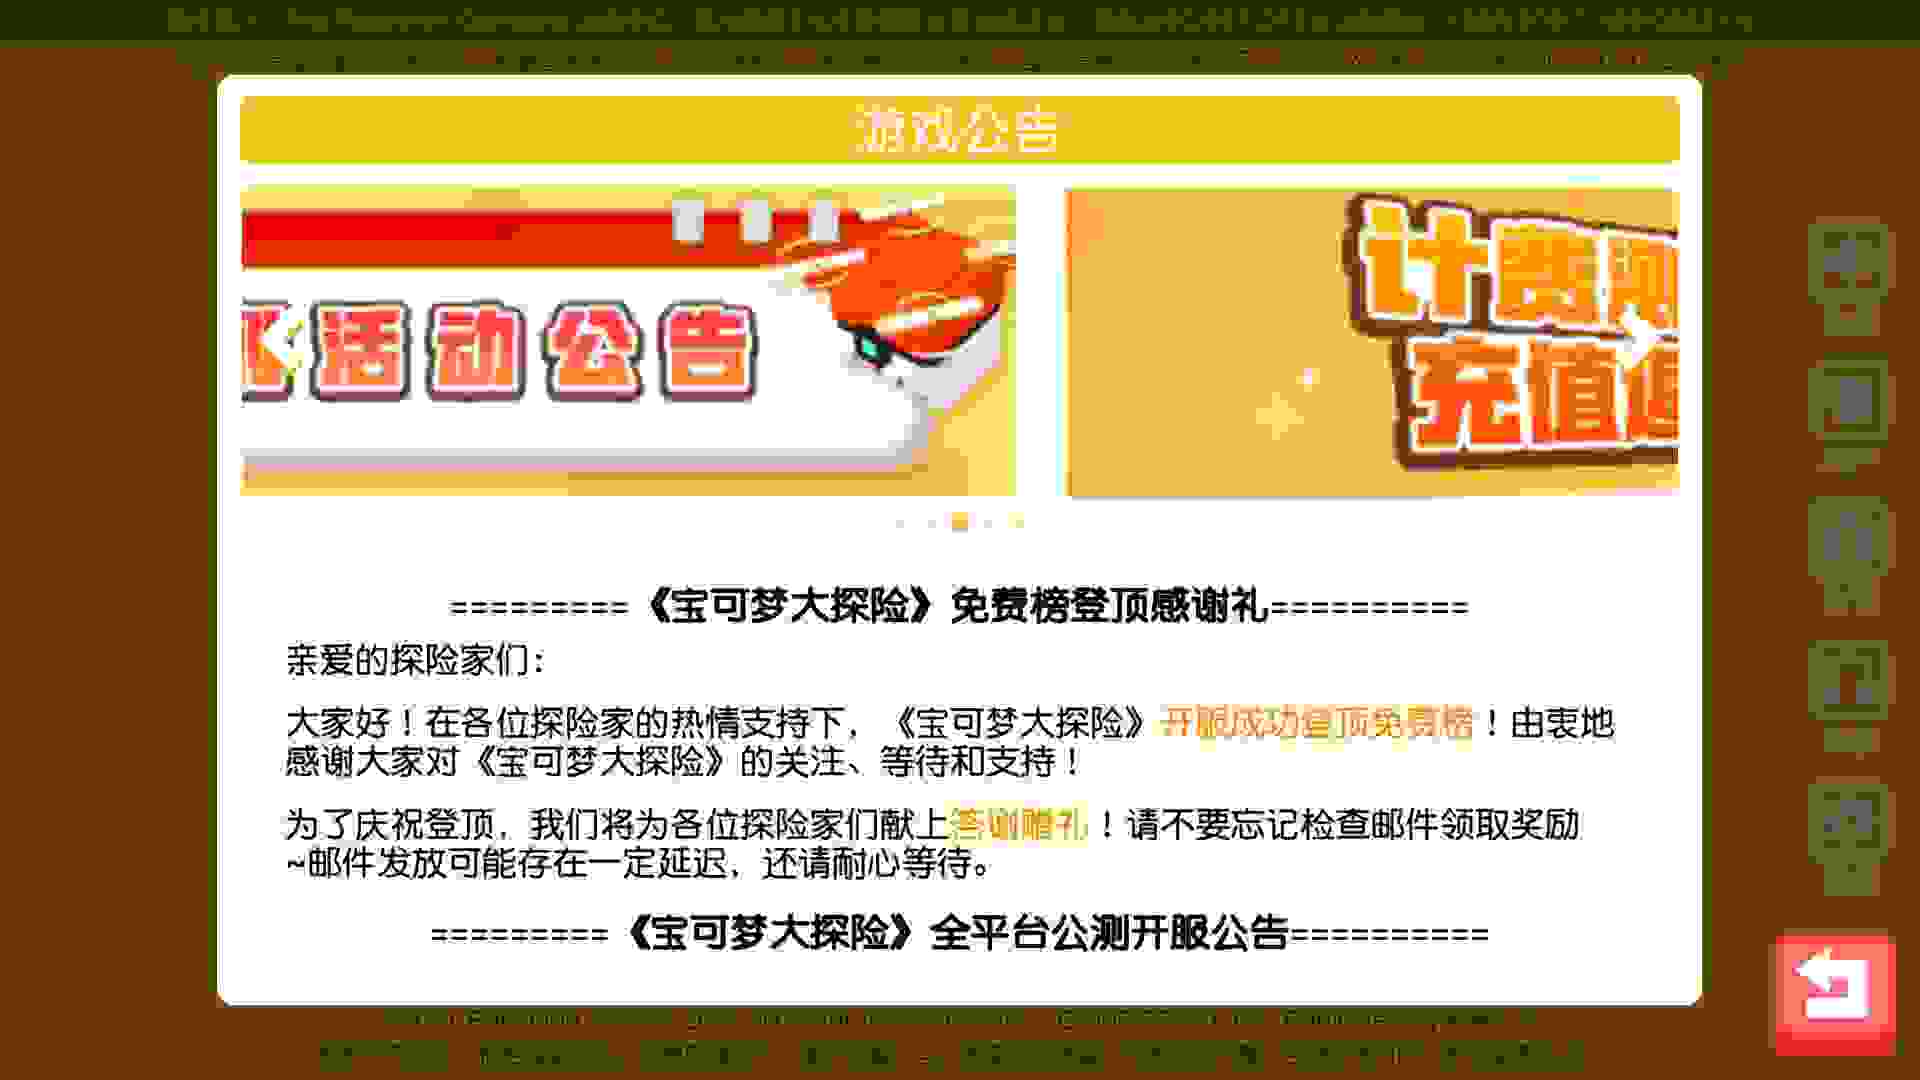 游戏公告
活动公告
计费
充值
=========《宝可梦大探险》免费榜登顶感谢礼==========
亲爱的探险家们：
大家好！在各位探险家的热情支持下，《宝可梦大探险》开服成功登顶免费榜！由衷地
感谢大家对《宝可梦大探险》的关注、等待和支持！
为了庆祝登顶，我们将为各位探险家们献上答谢赠礼！请不要忘记检查邮件领取奖励
~邮件发放可能存在一定延迟，还请耐心等待。
=========《宝可梦大探险》全平台公测开服公告==========